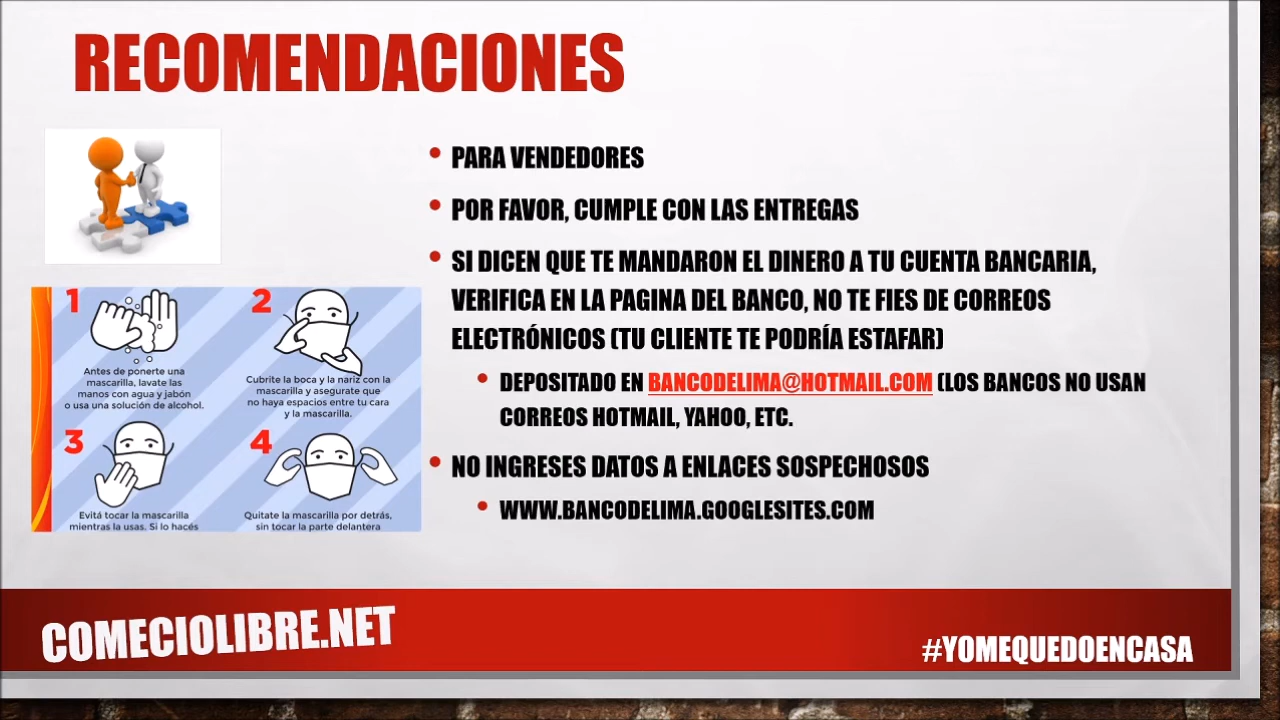 RECOMENDACIONES
• PARA VENDEDORES
• POR FAVOR, CUMPLE CON LAS ENTREGAS
• SI DICEN QUE TE MANDARON EL DINERO A TU CUENTA BANCARIA,
VERIFICA EN LA PAGINA DEL BANCO, NO TE FIES DE CORREOS
ELECTRÓNICOS (TU CLIENTE TE PODRÍA ESTAFAR)
• DEPOSITADO EN BANCODELIMA@HOTMAIL.COM (LOS BANCOS NO USAN
CORREOS HOTMAIL, YAHOO, ETC.
• NO INGRESES DATOS A ENLACES SOSPECHOSOS
• WWW.BANCODELIMA.GOOGLESITES.COM
1
Antes de ponerte una
mascarilla, lavate las
manos con agua y jabón
o usa una solución de alcohol.
2
Cubrite la boca y la nariz con la
mascarilla y asegurate que
no haya espacios entre tu cara
y la mascarilla.
3
Evitá tocar la mascarilla
mientras la usas. Si lo hacés
4
Quitate la mascarilla por detrás,
sin tocar la parte delantera
COMECIOLIBRE.NET
#YOMEQUEDOENCASA